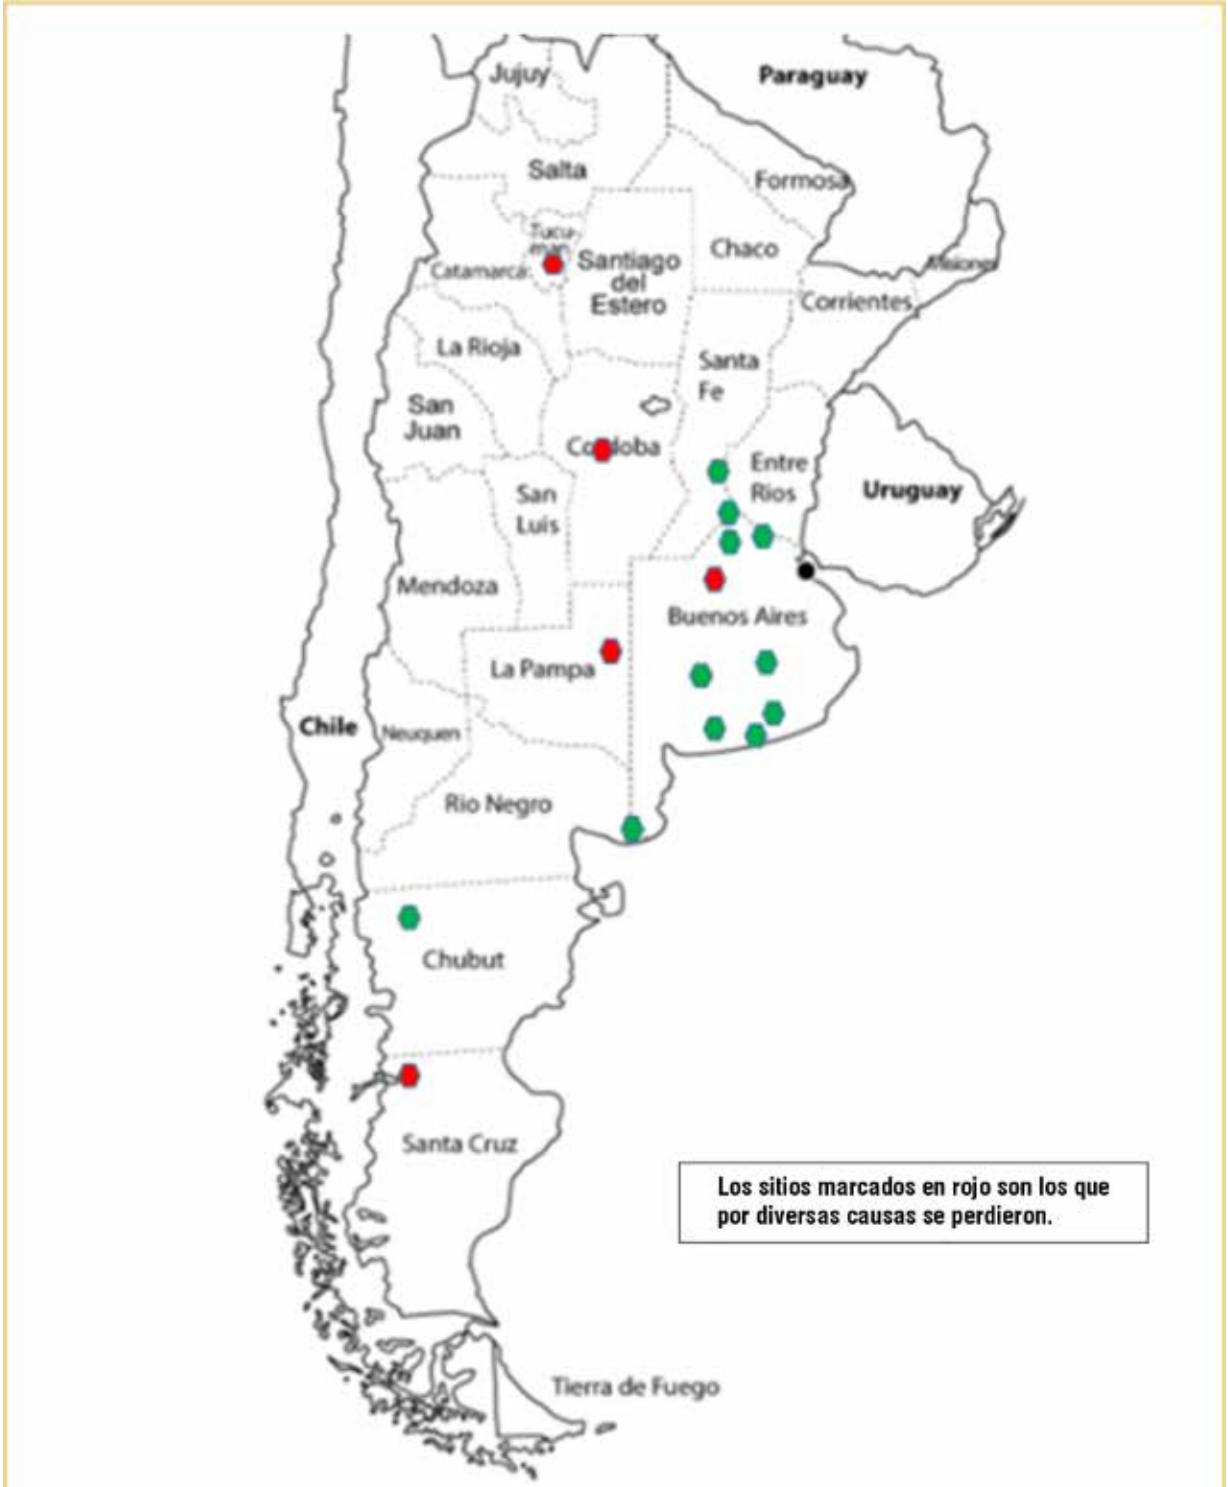 Jujuy
Paraguay
Salta
Formosa
Tucu-
man
Chaco
Santiago
del
Estero
Catamarca
Misiones
Corrientes
La Rioja
Santa
Fe
San
Juan
Cordoba
Entre
Rios
San
Luis
Uruguay
Mendoza
Buenos Aires
La Pampa
Chile
Neuquen
Rio Negro
Chubut
Santa Cruz
Los sitios marcados en rojo son los que
por diversas causas se perdieron.
Tierra de Fuego